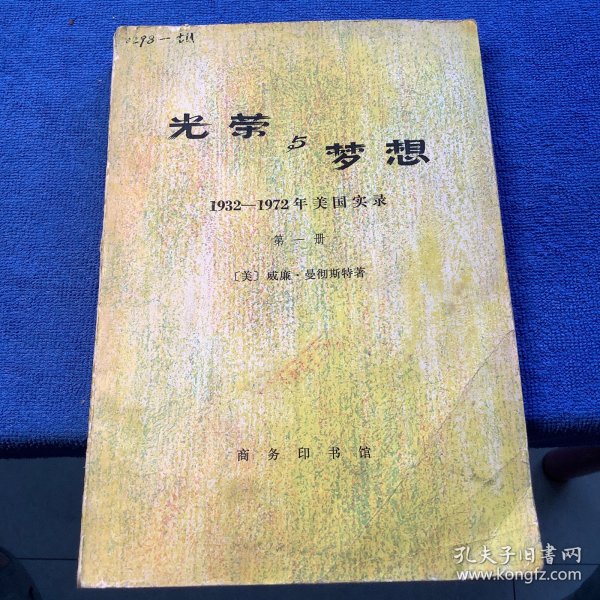 光荣与梦想
1932—1972年美国实录
第一册
〔美〕威廉·曼彻斯特著
商务印书馆
孔夫子旧书网
www.kongfz.com